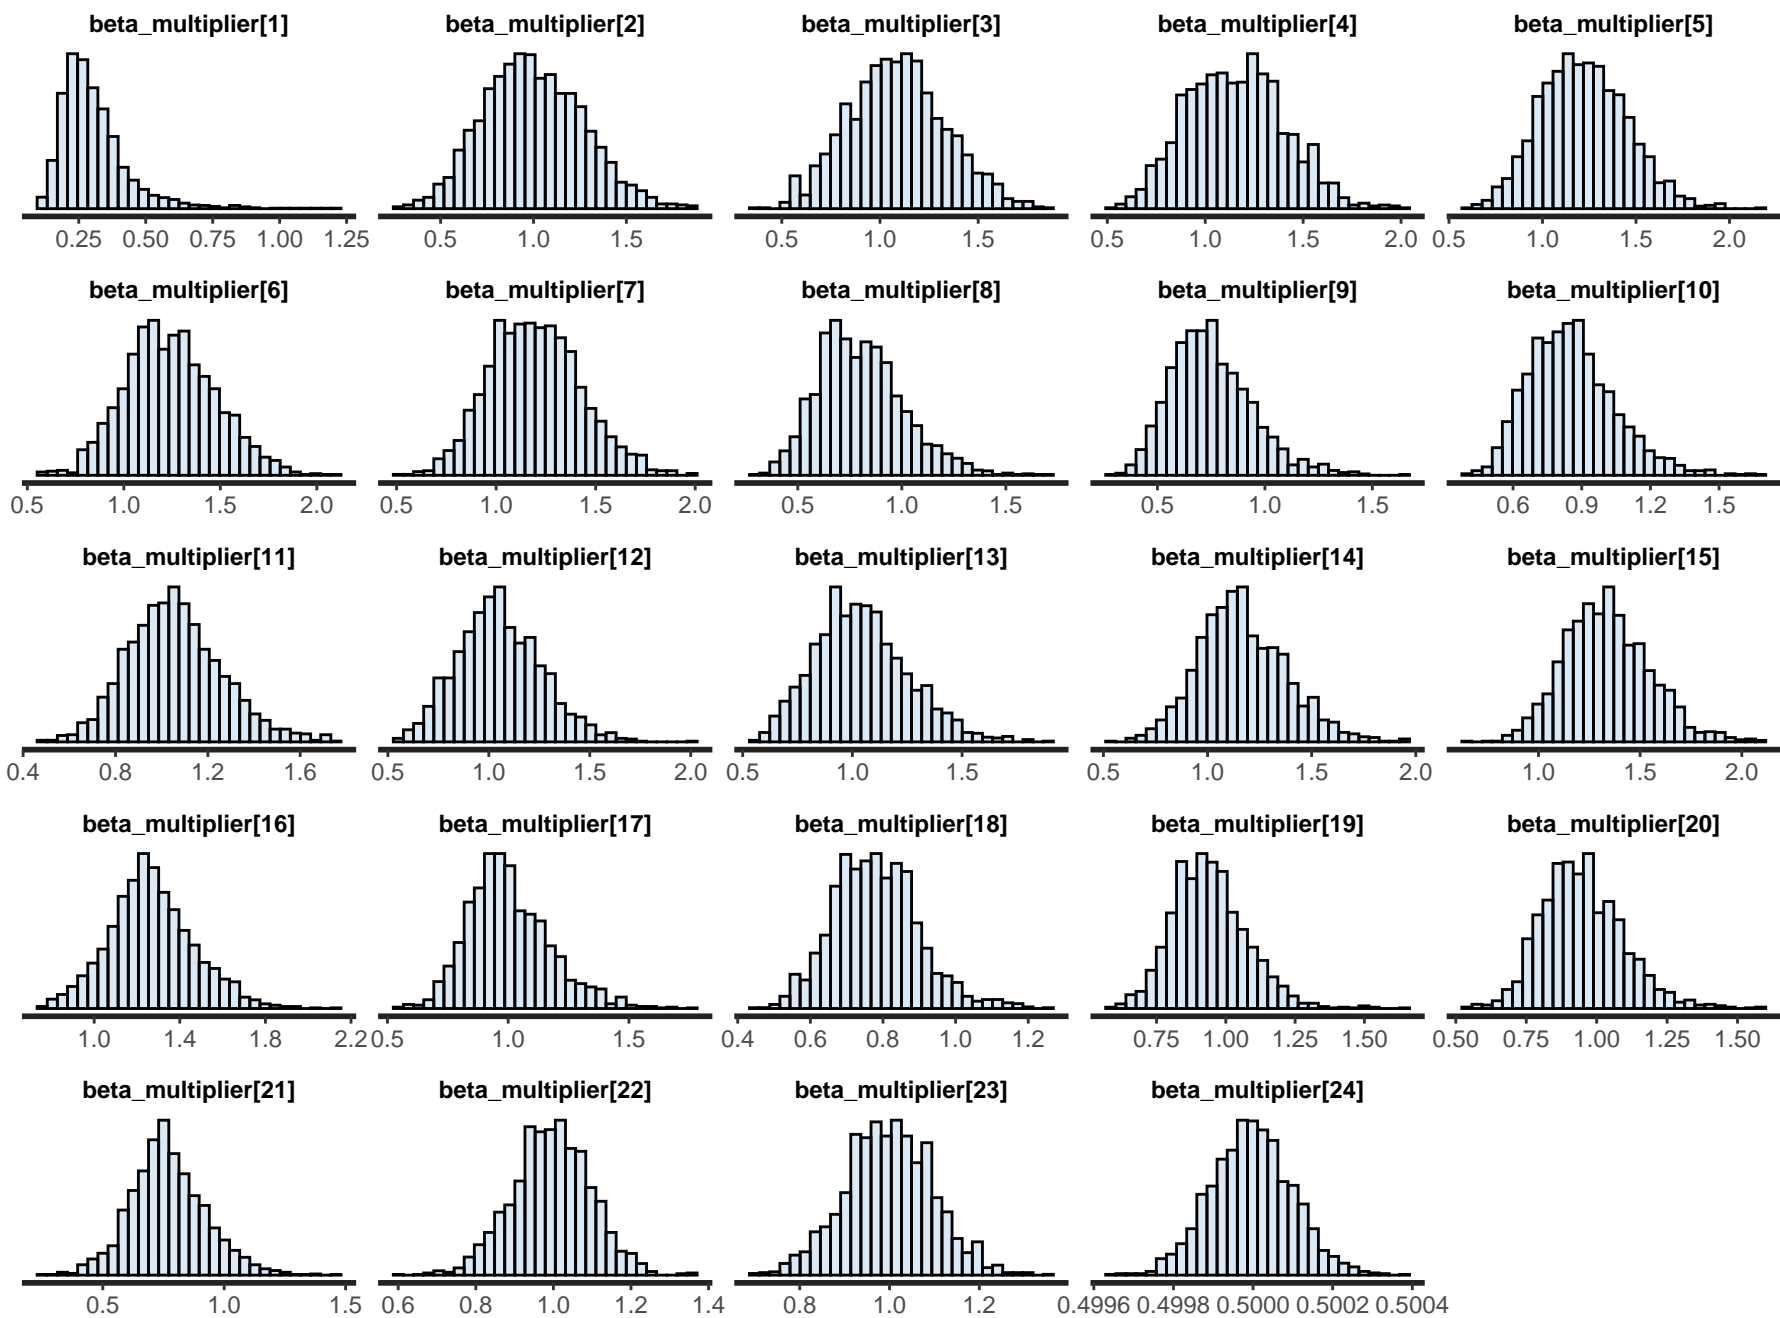 beta_multiplier[1] beta_multiplier[2] beta_multiplier[3] beta_multiplier[4] beta_multiplier[5]
0.25 0.50 0.75 1.00 1.25 0.5 1.0 1.5 0.5 1.0 1.5 0.5 1.0 1.5 2.0 0.5 1.0 1.5 2.0
beta_multiplier[6] beta_multiplier[7] beta_multiplier[8] beta_multiplier[9] beta_multiplier[10]
0.5 1.0 1.5 2.0 0.5 1.0 1.5 2.0 0.5 1.0 1.5 0.5 1.0 1.5 0.6 0.9 1.2 1.5
beta_multiplier[11] beta_multiplier[12] beta_multiplier[13] beta_multiplier[14] beta_multiplier[15]
0.4 0.8 1.2 1.6 0.5 1.0 1.5 2.0 0.5 1.0 1.5 0.5 1.0 1.5 2.0 1.0 1.5 2.0
beta_multiplier[16] beta_multiplier[17] beta_multiplier[18] beta_multiplier[19] beta_multiplier[20]
1.0 1.4 1.8 2.2 0.5 1.0 1.5 0.4 0.6 0.8 1.0 1.2 0.75 1.00 1.25 1.50 0.50 0.75 1.00 1.25 1.50
beta_multiplier[21] beta_multiplier[22] beta_multiplier[23] beta_multiplier[24]
0.5 1.0 1.5 0.6 0.8 1.0 1.2 1.4 0.8 1.0 1.2 0.4996 0.4998 0.5000 0.5002 0.5004